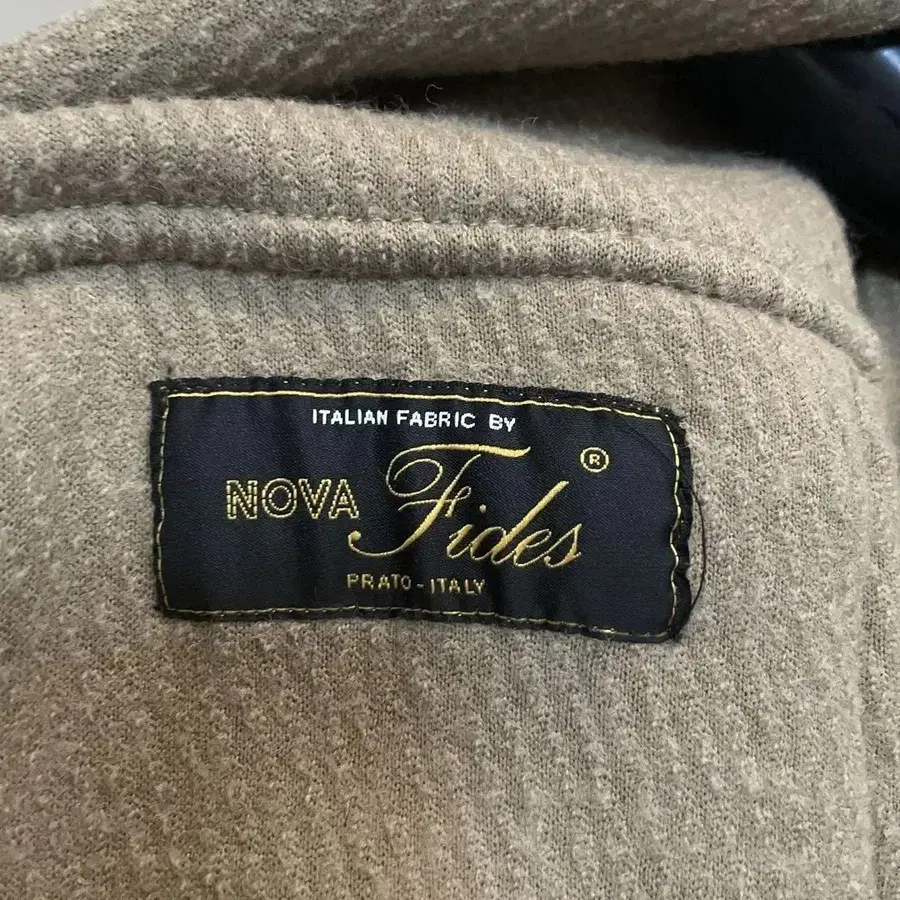 ITALIAN FABRIC BY
NOVA Fides ®
PRATO - ITALY